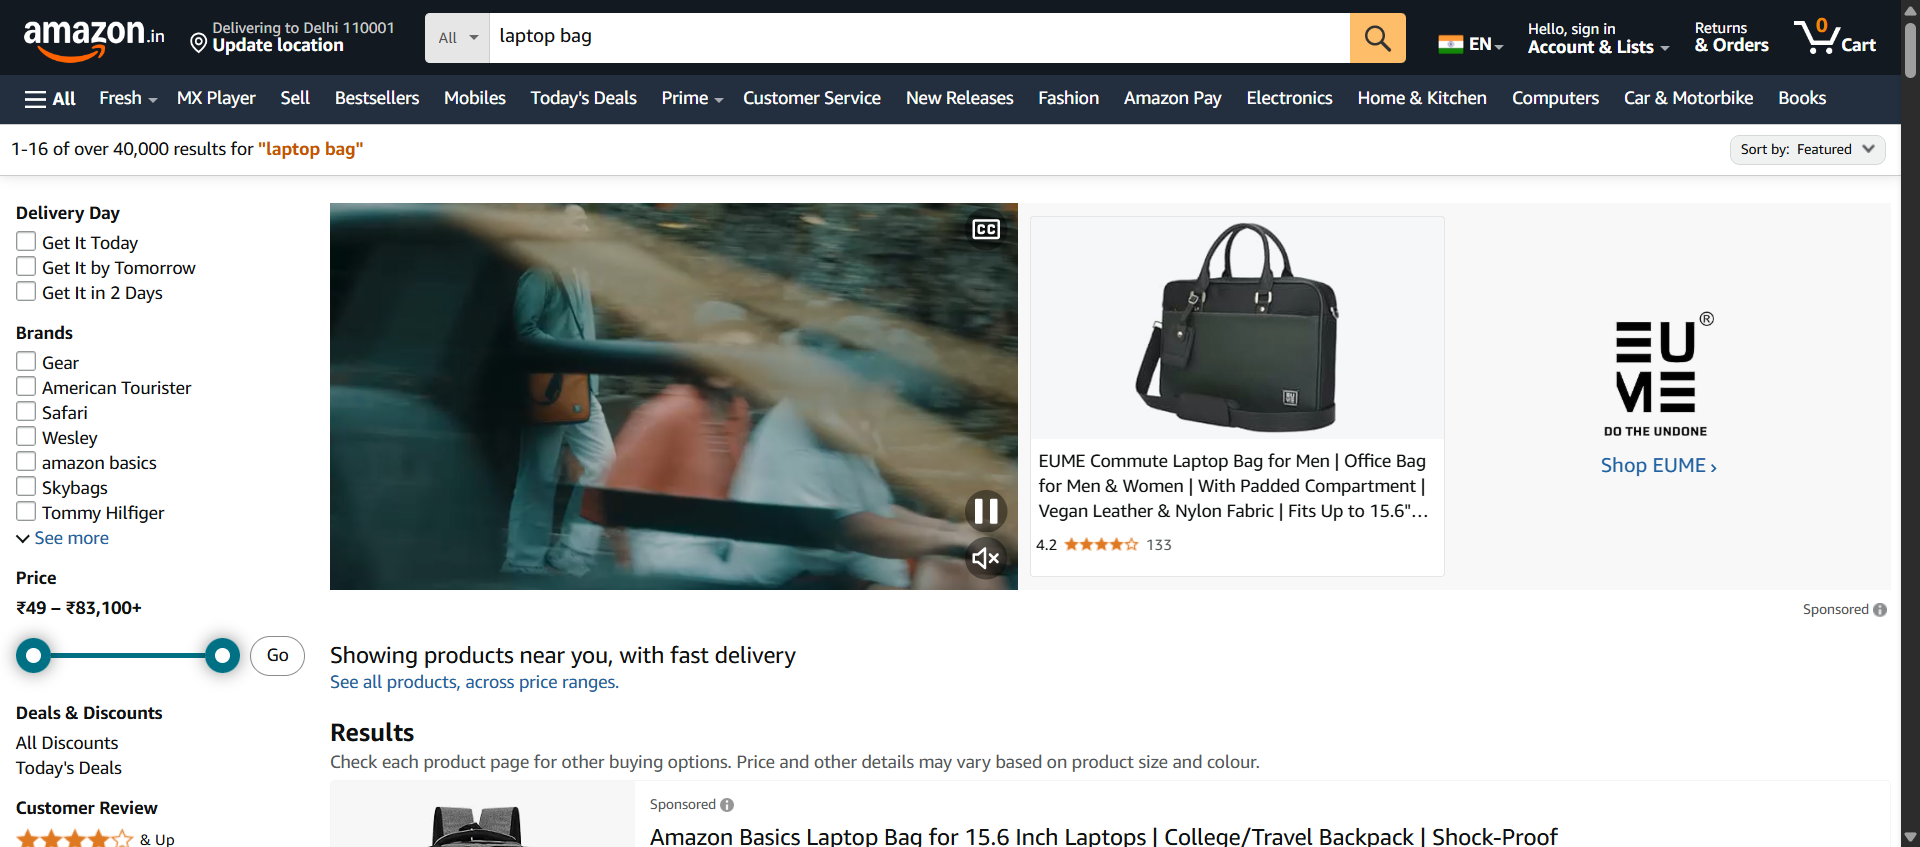 amazon.in
Delivering to Delhi 110001
Update location
All
laptop bag
EN
Hello, sign in
Account & Lists
Returns
& Orders
0
Cart
All
Fresh
MX Player
Sell
Bestsellers
Mobiles
Today's Deals
Prime
Customer Service
New Releases
Fashion
Amazon Pay
Electronics
Home & Kitchen
Computers
Car & Motorbike
Books
1-16 of over 40,000 results for "laptop bag"
Sort by: Featured
Delivery Day
Get It Today
Get It by Tomorrow
Get It in 2 Days
Brands
Gear
American Tourister
Safari
Wesley
amazon basics
Skybags
Tommy Hilfiger
See more
Price
₹49 – ₹83,100+
Go
Deals & Discounts
All Discounts
Today's Deals
Customer Review
& Up
CC
EUME
EUME Commute Laptop Bag for Men | Office Bag
for Men & Women | With Padded Compartment |
Vegan Leather & Nylon Fabric | Fits Up to 15.6"...
4.2
133
EUME®
DO THE UNDONE
Shop EUME ›
Sponsored
Showing products near you, with fast delivery
See all products, across price ranges.
Results
Check each product page for other buying options. Price and other details may vary based on product size and colour.
Sponsored
Amazon Basics Laptop Bag for 15.6 Inch Laptops | College/Travel Backpack | Shock-Proof